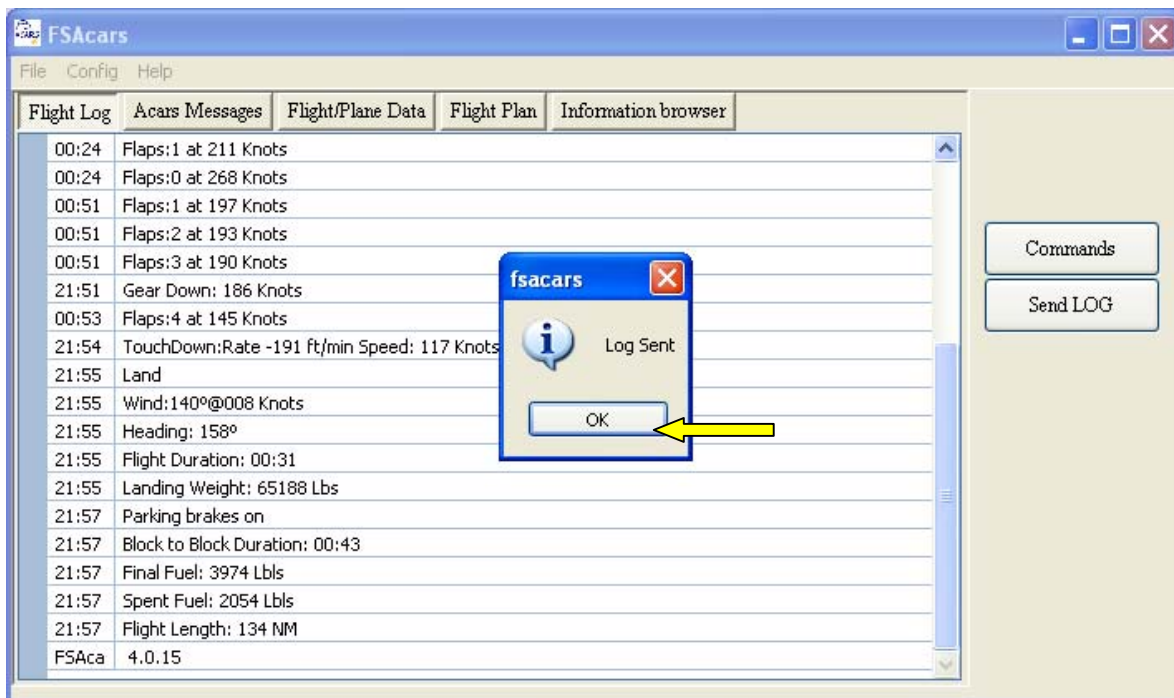 FSAcars
File Config Help
Flight Log Acars Messages Flight/Plane Data Flight Plan Information browser
00:24 Flaps:1 at 211 Knots
00:24 Flaps:0 at 268 Knots
00:51 Flaps:1 at 197 Knots
00:51 Flaps:2 at 193 Knots
00:51 Flaps:3 at 190 Knots
21:51 Gear Down: 186 Knots
00:53 Flaps:4 at 145 Knots
21:54 TouchDown:Rate -191 ft/min Speed: 117 Knots
21:55 Land
21:55 Wind:140º@008 Knots
21:55 Heading: 158º
21:55 Flight Duration: 00:31
21:55 Landing Weight: 65188 Lbs
21:57 Parking brakes on
21:57 Block to Block Duration: 00:43
21:57 Final Fuel: 3974 Lbls
21:57 Spent Fuel: 2054 Lbls
21:57 Flight Length: 134 NM
FSAca 4.0.15
fsacars
Log Sent
OK
Commands
Send LOG